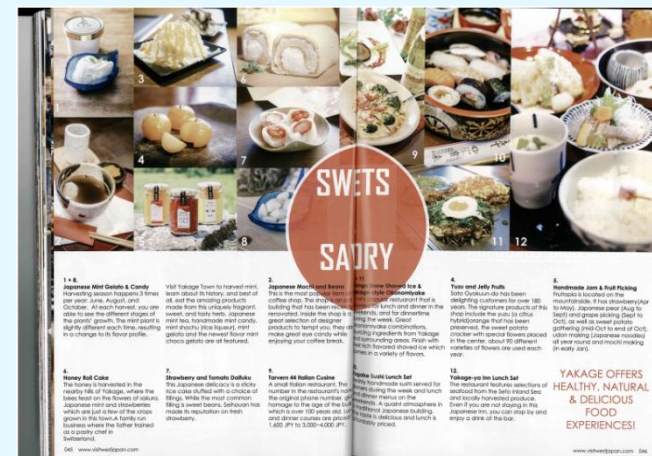 1
3
6
4
7
9
10
2
5
8
11
12
SWETS
SADRY
1 + 8.
Japanese Mint Gelato & Candy
Harvesting season happens 3 times
per year: June, August, and
October. At each harvest, you are
able to see the different stages of
the plants' growth. The mint plant is
slightly different each time, resulting
in a change to its flavor profile.
Visit Yakage Town to harvest mint,
learn about its history, and best of
all, eat the amazing products
made from this uniquely fragrant,
sweet, and tasty herb. Japanese
mint tea, handmade mint candy,
mint shochu (Rice liqueur), mint
gelato and the newest flavor mint
choco gelato are all featured.
2.
Japanese Mochi and Beans
This is the most popular item
coffee shop. The shop
building that has been
renovated. Inside the shop is a
great selection of designer
products to tempt you. They
make great eye candy while
enjoying your coffee break.
Shaved Ice &
Okonomiyaki
restaurant that is
lunch and dinner in the
and for dinnertime
during the week. Great
okonomiyake combinations,
ingredients from Yakage
surrounding areas. Finish with
flavored shaved ice which
comes in a variety of flavors.
4.
Yuzu and Jelly Fruits
Sato Gyokuun-do has been
delighting customers for over 180
years. The signature products of this
shop include the yuzu (a citrus
hybrid)orange that has been
preserved, the sweet potato
cracker with special flowers placed
in the center, about 90 different
varieties of flowers are used each
year.
5.
Handmade Jam & Fruit Picking
Frutopia is located on the
mountainside. It has strawberry(Apr
to May), Japanese pear (Aug to
Sept) and grape picking (Sept to
Oct), as well as sweet potato
gathering (mid-Oct to end of Oct),
udon making (Japanese noodles)
all year round and mochi making
(in early Jan).
6.
Honey Roll Cake
The honey is harvested in the
nearby hills of Yakage, where the
bees feast on the flowers of sakura,
Japanese mint and strawberries
which are just a few of the crops
grown in this town.A family run
business where the father trained
as a pastry chef in
Switzerland.
7.
Strawberry and Tomato Daifuku
This Japanese delicacy is a sticky
rice cake stuffed with a choice of
fillings. While the most common
filling is sweet beans, Seihouan has
made its reputation on fresh
strawberry.
9.
Tarwen 44 Italian Cusine
A small Italian restaurant. The
number in the restaurant's
the original phone number,
homage to the age of the
which is over 100 years old.
and dinner courses are priced
1,600 JPY to 3,000~4,000 JPY.
Sushi Lunch Set
handmade sushi served for
during the week and lunch
dinner menus on the
weekends. A quaint atmosphere in
traditional Japanese building.
taste is delicious and lunch is
affordably priced.
12.
Yakage-ya Inn Lunch Set
The restaurant features selections of
seafood from the Seto Inland Sea
and locally harvested produce.
Even if you are not staying in this
Japanese Inn, you can stop by and
enjoy a drink at the bar.
YAKAGE OFFERS
HEALTHY, NATURAL
& DELICIOUS
FOOD
EXPERIENCES!
045 www.visitwestjapan.com
www.visitwestjapan.com 046